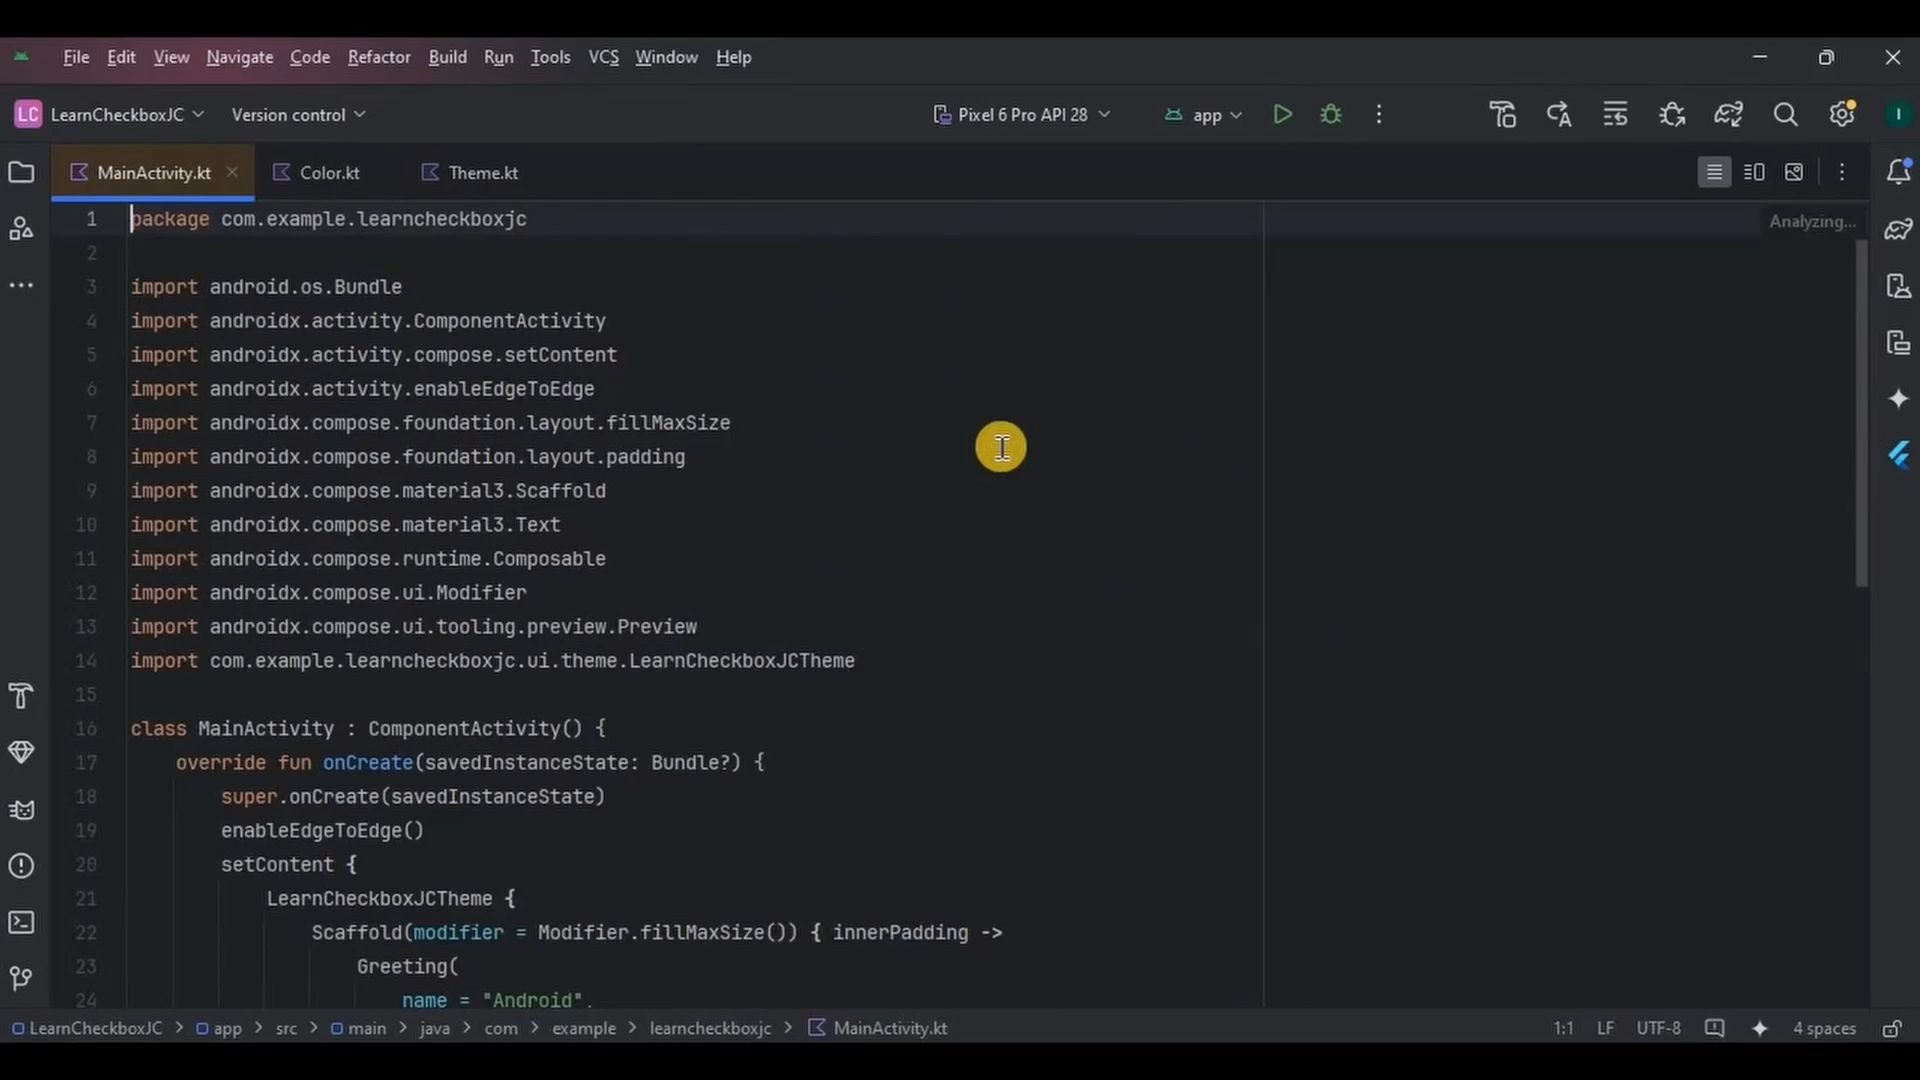 File Edit View Navigate Code Refactor Build Run Tools VCS Window Help
LC LearnCheckboxJC Version control Pixel 6 Pro API 28 app I
MainActivity.kt Color.kt Theme.kt
Analyzing...
1 package com.example.learncheckboxjc
2
3 import android.os.Bundle
4 import androidx.activity.ComponentActivity
5 import androidx.activity.compose.setContent
6 import androidx.activity.enableEdgeToEdge
7 import androidx.compose.foundation.layout.fillMaxSize
8 import androidx.compose.foundation.layout.padding
9 import androidx.compose.material3.Scaffold
10 import androidx.compose.material3.Text
11 import androidx.compose.runtime.Composable
12 import androidx.compose.ui.Modifier
13 import androidx.compose.ui.tooling.preview.Preview
14 import com.example.learncheckboxjc.ui.theme.LearnCheckboxJCTheme
15
16 class MainActivity : ComponentActivity() {
17 override fun onCreate(savedInstanceState: Bundle?) {
18 super.onCreate(savedInstanceState)
19 enableEdgeToEdge()
20 setContent {
21 LearnCheckboxJCTheme {
22 Scaffold(modifier = Modifier.fillMaxSize()) { innerPadding ->
23 Greeting(
24 name = "Android",
LearnCheckboxJC > app > src > main > java > com > example > learncheckboxjc > MainActivity.kt 1:1 LF UTF-8 4 spaces